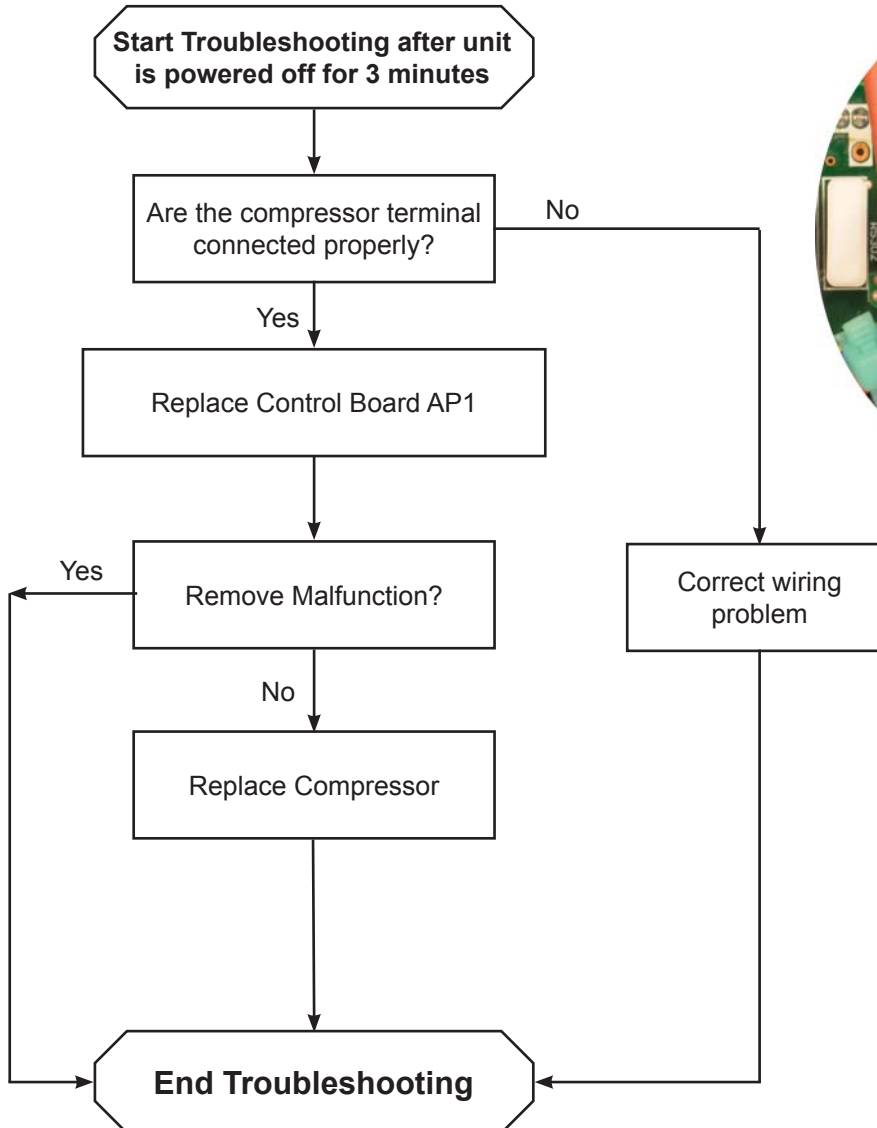 Start Troubleshooting after unit
is powered off for 3 minutes
Are the compressor terminal
connected properly?
No
Yes
Replace Control Board AP1
Yes
Remove Malfunction?
Correct wiring
problem
No
Replace Compressor
End Troubleshooting